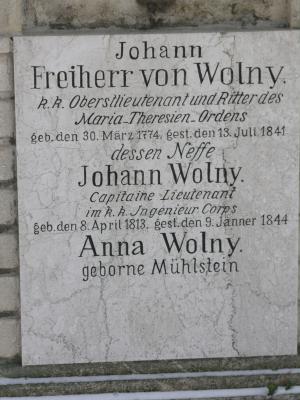 Johann
Freiherr von Wolny.
k.k. Oberstlieutenant und Ritter des
Maria-Theresien-Ordens
geb. den 30. März 1774, gest. den 13. Juli 1841
dessen Neffe
Johann Wolny.
Capitaine-Lieutenant
im k.k. Ingenieur Corps
geb. den 8. April 1813. gest. den 9. Jänner 1844
Anna Wolny.
geborne Mühlstein